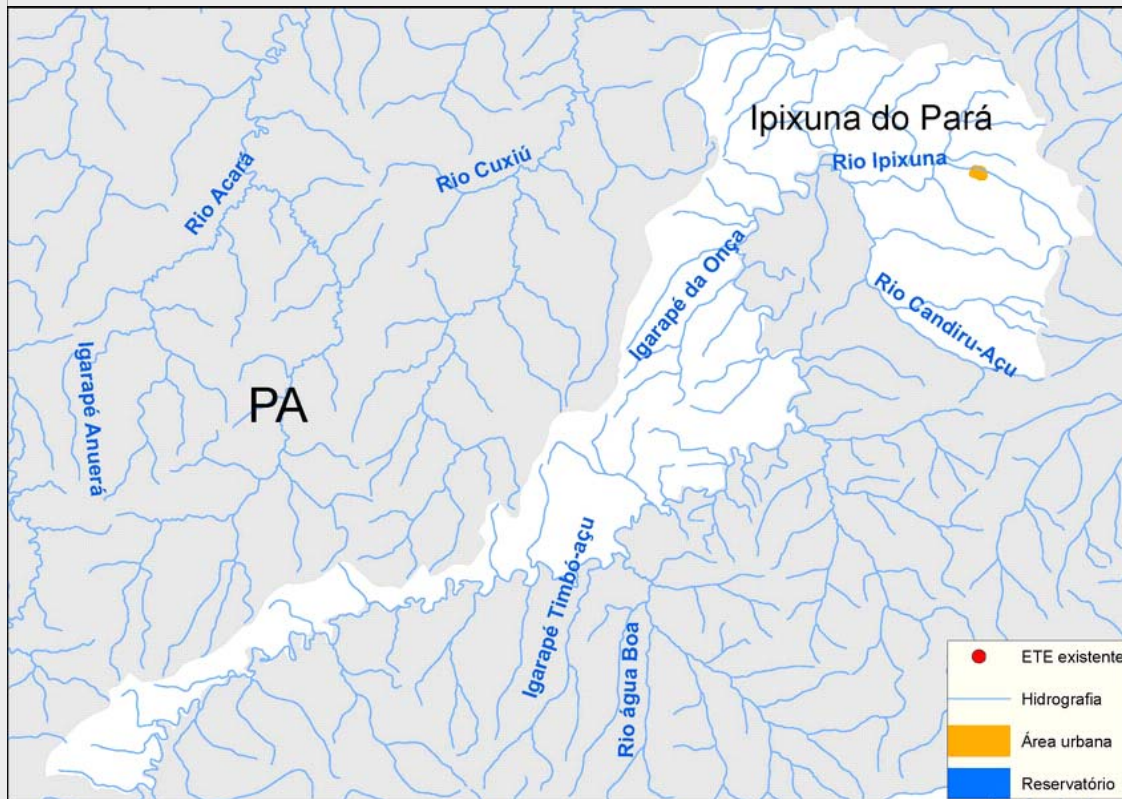 Ipixuna do Pará
Rio Ipixuna
Rio Cuxiú
Rio Acará
Igarapé da Onça
Rio Candiru-Açu
Igarapé Anuerá
PA
Igarapé Timbó-açu
Rio água Boa
ETE existente
Hidrografia
Área urbana
Reservatório